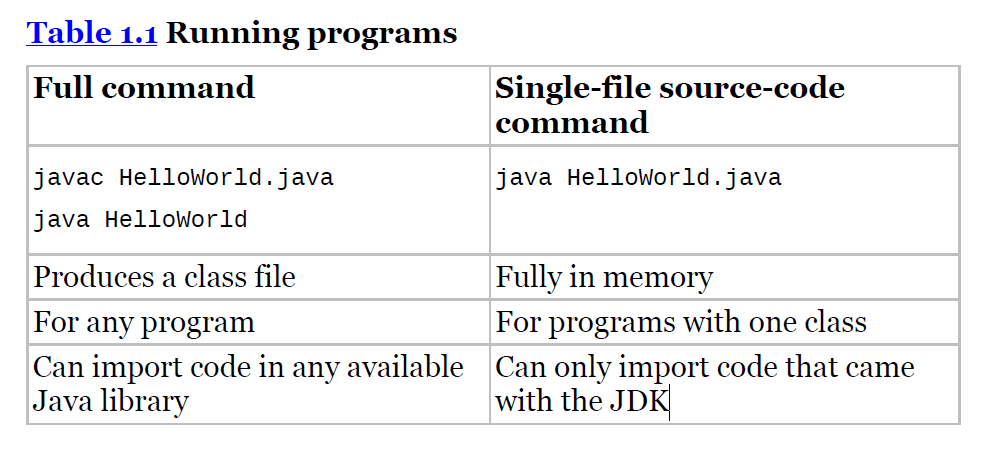 Table 1.1 Running programs
Full command
Single-file source-code
command
javac HelloWorld.java
java HelloWorld
java HelloWorld.java
Produces a class file
Fully in memory
For any program
For programs with one class
Can import code in any available
Java library
Can only import code that came
with the JDK